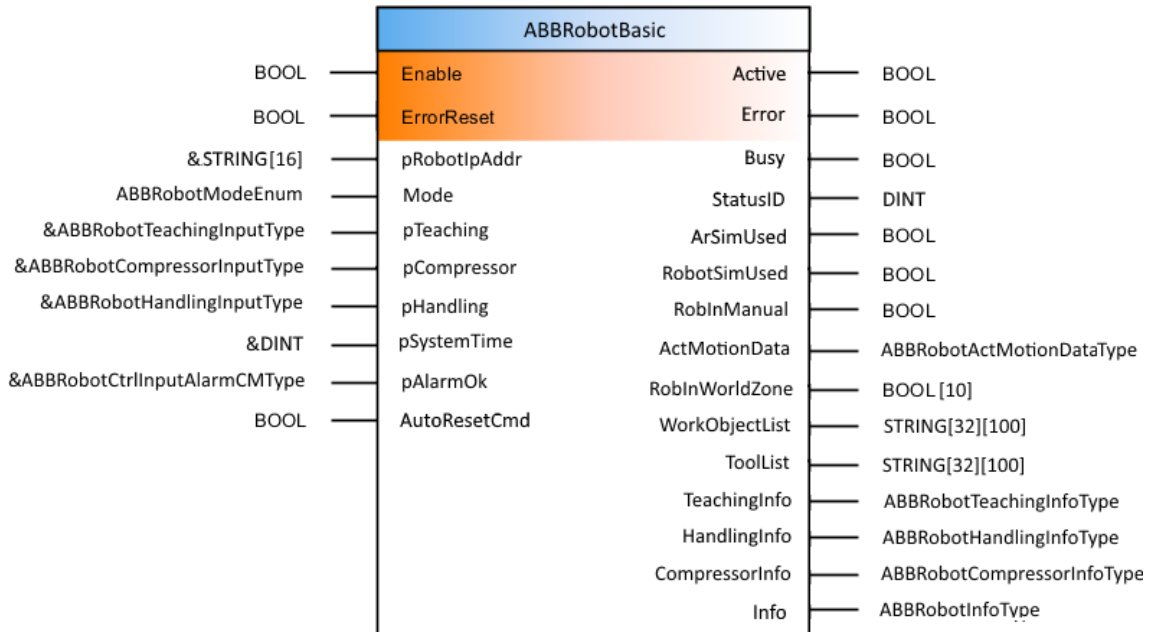 ABBRobotBasic
BOOL Enable Active BOOL
BOOL ErrorReset Error BOOL
&STRING[16] pRobotIpAddr Busy BOOL
ABBRobotModeEnum Mode StatusID DINT
&ABBRobotTeachingInputType pTeaching ArSimUsed BOOL
&ABBRobotCompressorInputType pCompressor RobotSimUsed BOOL
&ABBRobotHandlingInputType pHandling RobInManual BOOL
&DINT pSystemTime ActMotionData ABBRobotActMotionDataType
&ABBRobotCtrlInputAlarmCMType pAlarmOk RobInWorldZone BOOL[10]
BOOL AutoResetCmd WorkObjectList STRING[32][100]
ToolList STRING[32][100]
TeachingInfo ABBRobotTeachingInfoType
HandlingInfo ABBRobotHandlingInfoType
CompressorInfo ABBRobotCompressorInfoType
Info ABBRobotInfoType